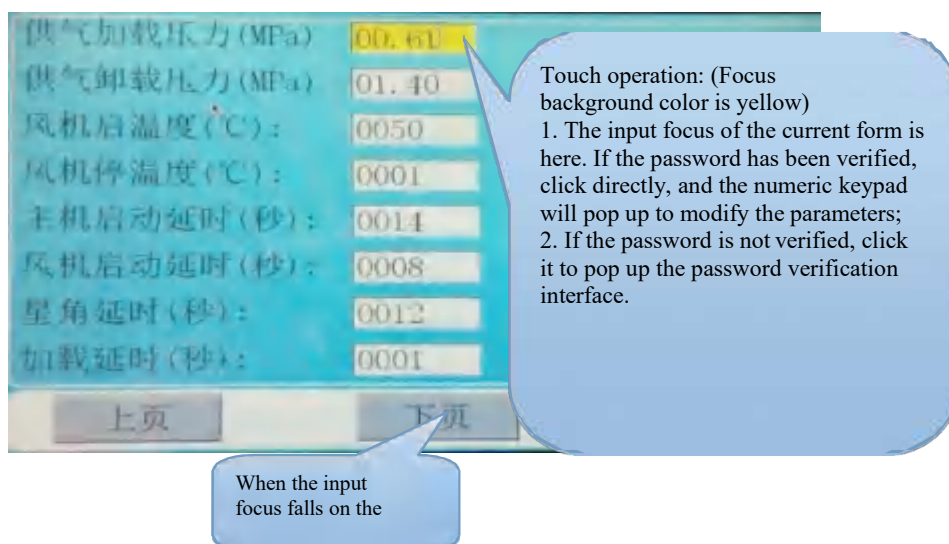 供气加载压力(MPa) 00.60
供气卸载压力(MPa) 01.40
风机启温度(℃): 0050
风机停温度(℃): 0001
主机启动延时(秒): 0014
风机启动延时(秒): 0008
星角延时(秒): 0012
加载延时(秒): 0001
上页 下页
Touch operation: (Focus
background color is yellow)
1. The input focus of the current form is
here. If the password has been verified,
click directly, and the numeric keypad
will pop up to modify the parameters;
2. If the password is not verified, click
it to pop up the password verification
interface.
When the input
focus falls on the